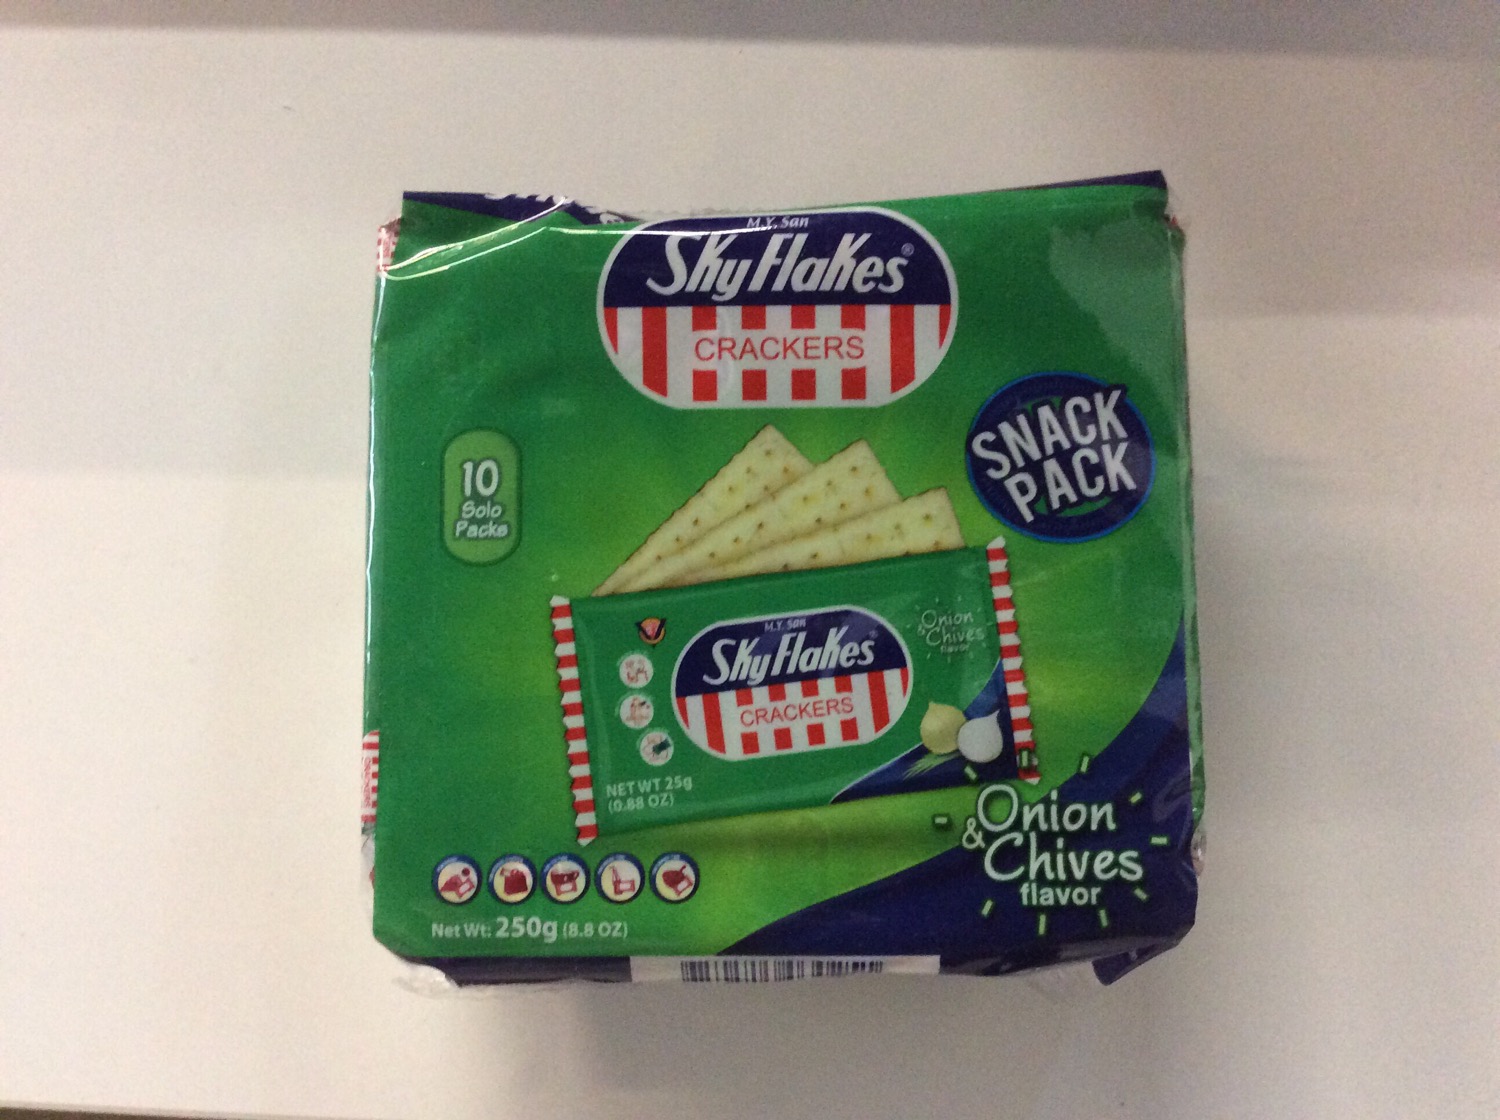 M.Y. San
SkyFlakes®
CRACKERS
SNACK
PACK
10
Solo
Packs
M.Y. San
SkyFlakes
CRACKERS
Onion
& Chives
flavor
NET WT 25g
(0.88 OZ)
Onion
& Chives
flavor
Net Wt: 250g (8.8 OZ)